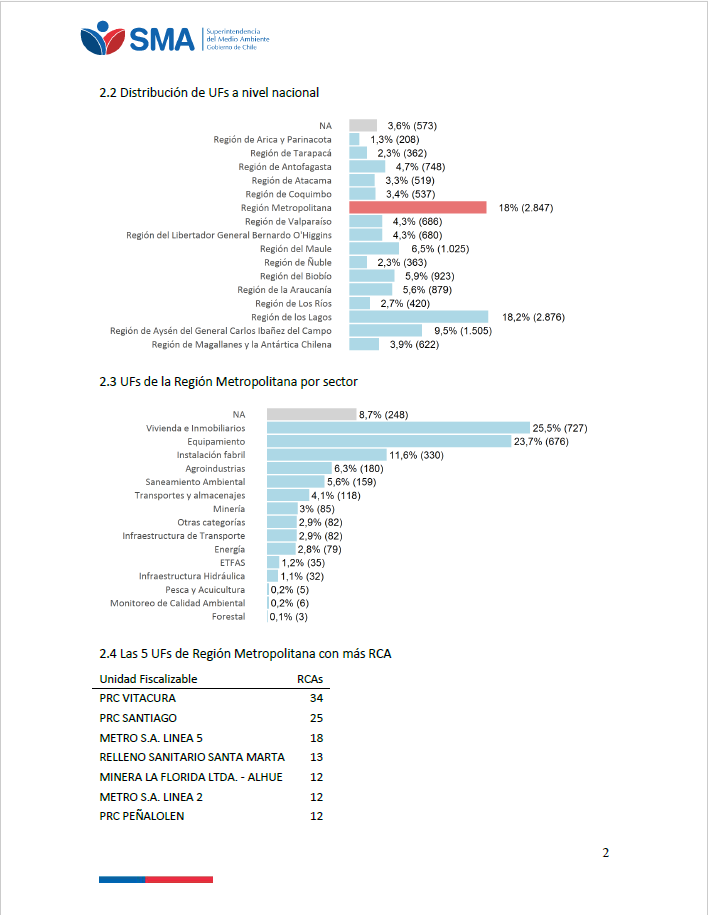 SMA
Superintendencia
del Medio Ambiente
Gobierno de Chile
2.2 Distribución de UFs a nivel nacional
NA 3,6% (573)
Región de Arica y Parinacota 1,3% (208)
Región de Tarapacá 2,3% (362)
Región de Antofagasta 4,7% (748)
Región de Atacama 3,3% (519)
Región de Coquimbo 3,4% (537)
Región Metropolitana 18% (2.847)
Región de Valparaíso 4,3% (686)
Región del Libertador General Bernardo O'Higgins 4,3% (680)
Región del Maule 6,5% (1.025)
Región de Ñuble 2,3% (363)
Región del Biobío 5,9% (923)
Región de la Araucanía 5,6% (879)
Región de Los Ríos 2,7% (420)
Región de los Lagos 18,2% (2.876)
Región de Aysén del General Carlos Ibañez del Campo 9,5% (1.505)
Región de Magallanes y la Antártica Chilena 3,9% (622)
2.3 UFs de la Región Metropolitana por sector
NA 8,7% (248)
Vivienda e Inmobiliarios 25,5% (727)
Equipamiento 23,7% (676)
Instalación fabril 11,6% (330)
Agroindustrias 6,3% (180)
Saneamiento Ambiental 5,6% (159)
Transportes y almacenajes 4,1% (118)
Minería 3% (85)
Otras categorías 2,9% (82)
Infraestructura de Transporte 2,9% (82)
Energía 2,8% (79)
ETFAS 1,2% (35)
Infraestructura Hidráulica 1,1% (32)
Pesca y Acuicultura 0,2% (5)
Monitoreo de Calidad Ambiental 0,2% (6)
Forestal 0,1% (3)
2.4 Las 5 UFs de Región Metropolitana con más RCA
Unidad Fiscalizable RCAs
PRC VITACURA 34
PRC SANTIAGO 25
METRO S.A. LINEA 5 18
RELLENO SANITARIO SANTA MARTA 13
MINERA LA FLORIDA LTDA. - ALHUE 12
METRO S.A. LINEA 2 12
PRC PEÑALOLEN 12
2